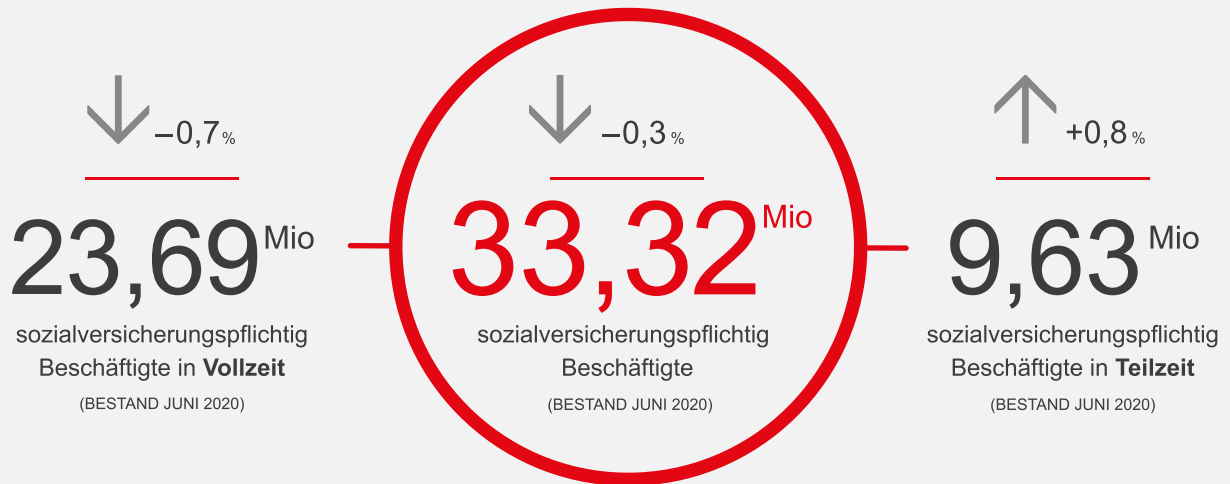 −0,7 %
23,69 Mio
sozialversicherungspflichtig
Beschäftigte in Vollzeit
(BESTAND JUNI 2020)
−0,3 %
33,32 Mio
sozialversicherungspflichtig
Beschäftigte
(BESTAND JUNI 2020)
+0,8 %
9,63 Mio
sozialversicherungspflichtig
Beschäftigte in Teilzeit
(BESTAND JUNI 2020)